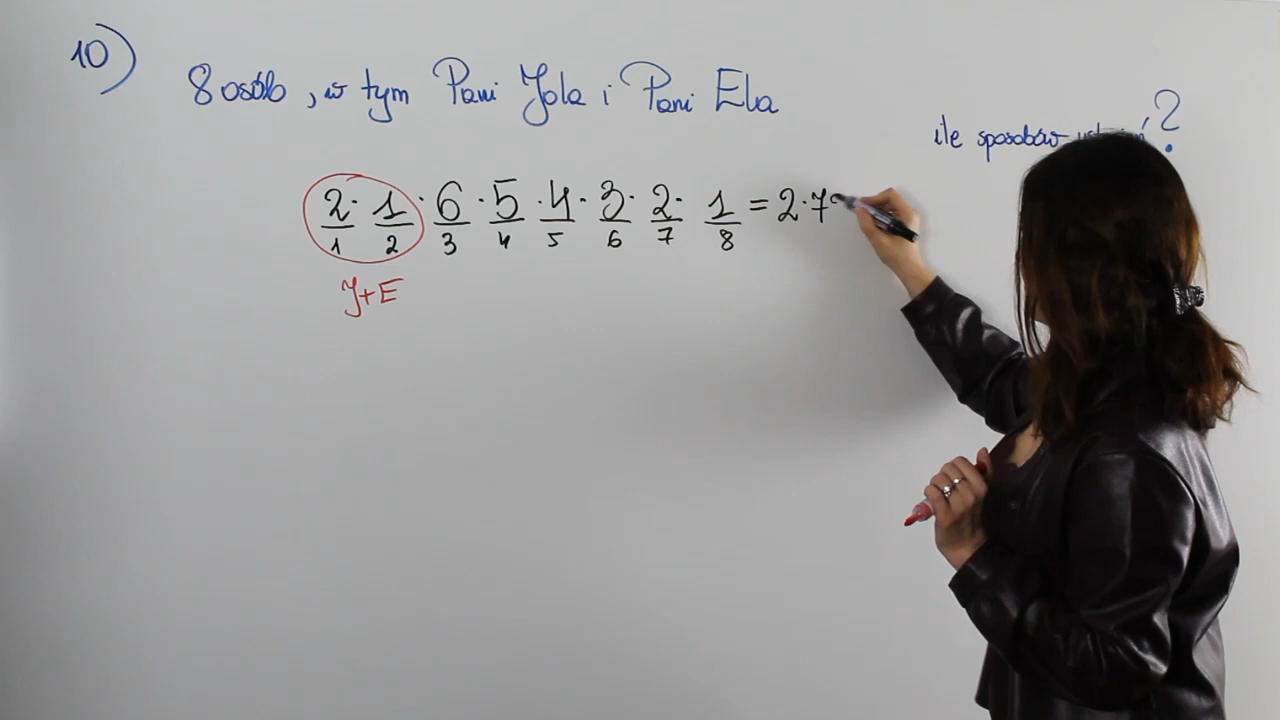 10)
8 osób, w tym Pani Jola i Pani Ela
ile sposobów ?
2 · 1 · 6 · 5 · 4 · 3 · 2 · 1 = 2 · 7
1 2 3 4 5 6 7 8
J+E